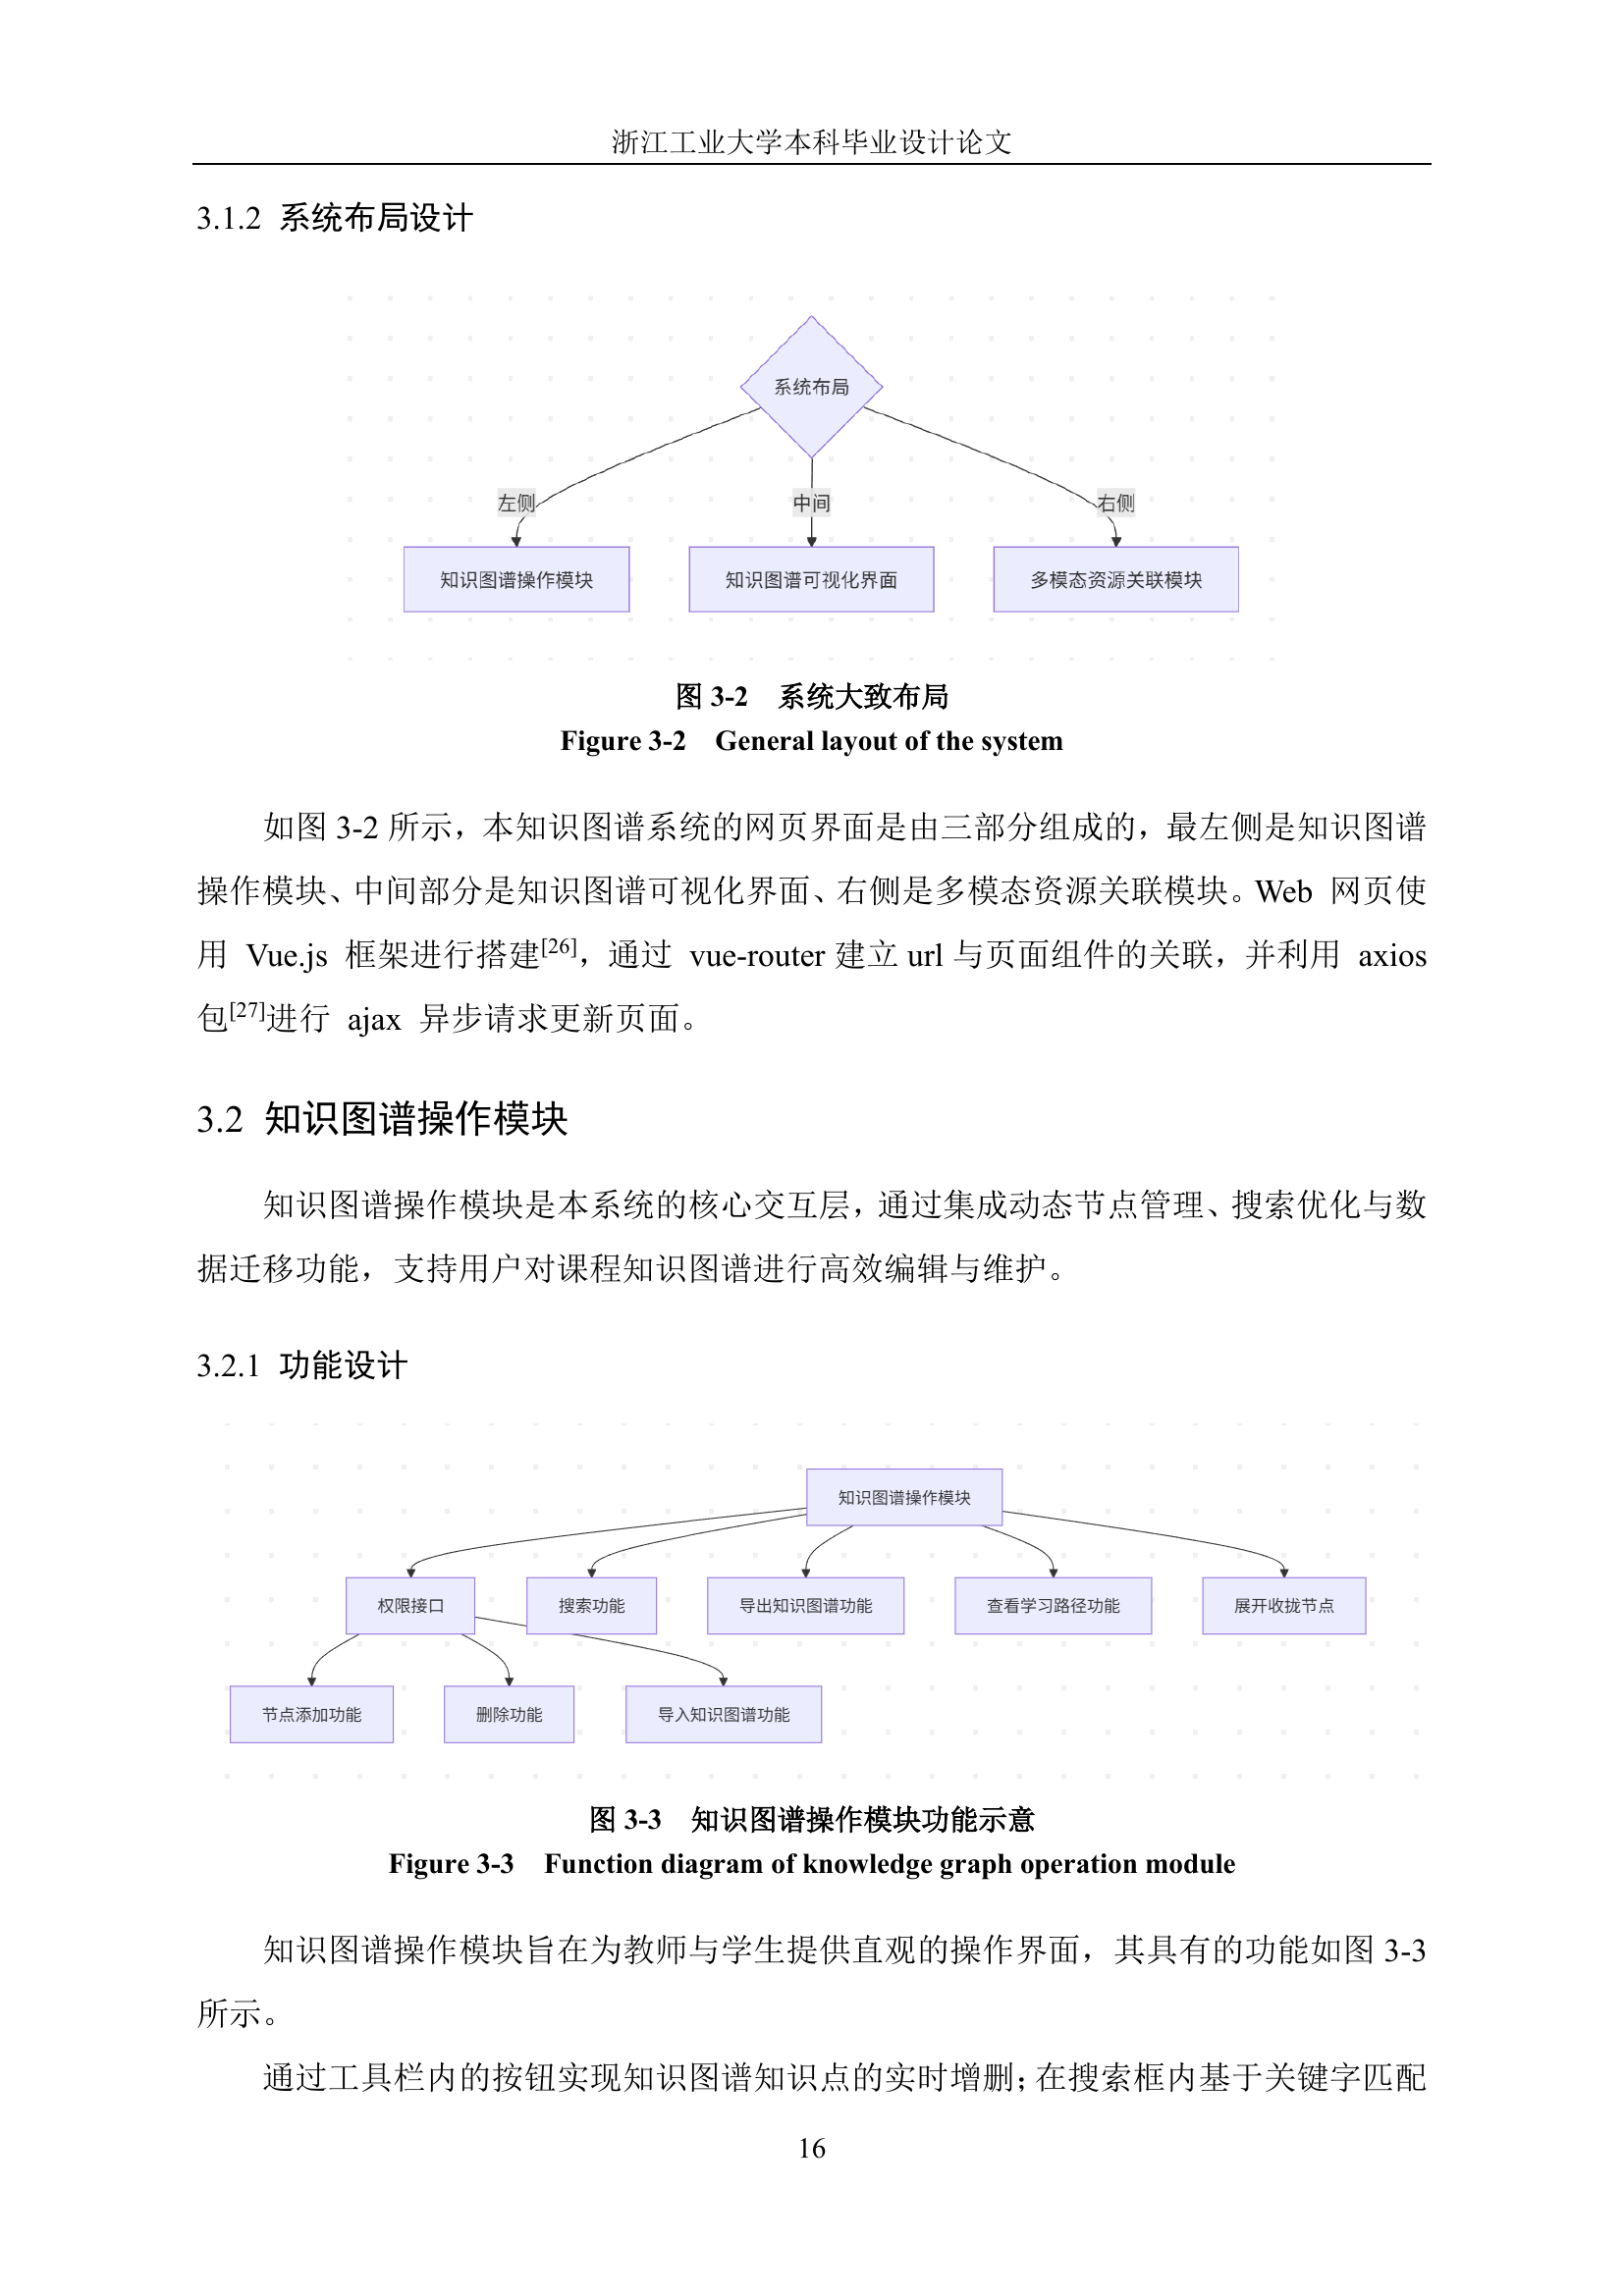 浙江工业大学本科毕业设计论文
3.1.2 系统布局设计
系统布局
左侧
中间
右侧
知识图谱操作模块
知识图谱可视化界面
多模态资源关联模块
图 3-2 系统大致布局
Figure 3-2 General layout of the system
如图 3-2 所示，本知识图谱系统的网页界面是由三部分组成的，最左侧是知识图谱
操作模块、中间部分是知识图谱可视化界面、右侧是多模态资源关联模块。Web 网页使
用 Vue.js 框架进行搭建[26]，通过 vue-router 建立 url 与页面组件的关联，并利用 axios
包[27]进行 ajax 异步请求更新页面。
3.2 知识图谱操作模块
知识图谱操作模块是本系统的核心交互层，通过集成动态节点管理、搜索优化与数
据迁移功能，支持用户对课程知识图谱进行高效编辑与维护。
3.2.1 功能设计
知识图谱操作模块
权限接口
搜索功能
导出知识图谱功能
查看学习路径功能
展开收拢节点
节点添加功能
删除功能
导入知识图谱功能
图 3-3 知识图谱操作模块功能示意
Figure 3-3 Function diagram of knowledge graph operation module
知识图谱操作模块旨在为教师与学生提供直观的操作界面，其具有的功能如图 3-3
所示。
通过工具栏内的按钮实现知识图谱知识点的实时增删；在搜索框内基于关键字匹配
16